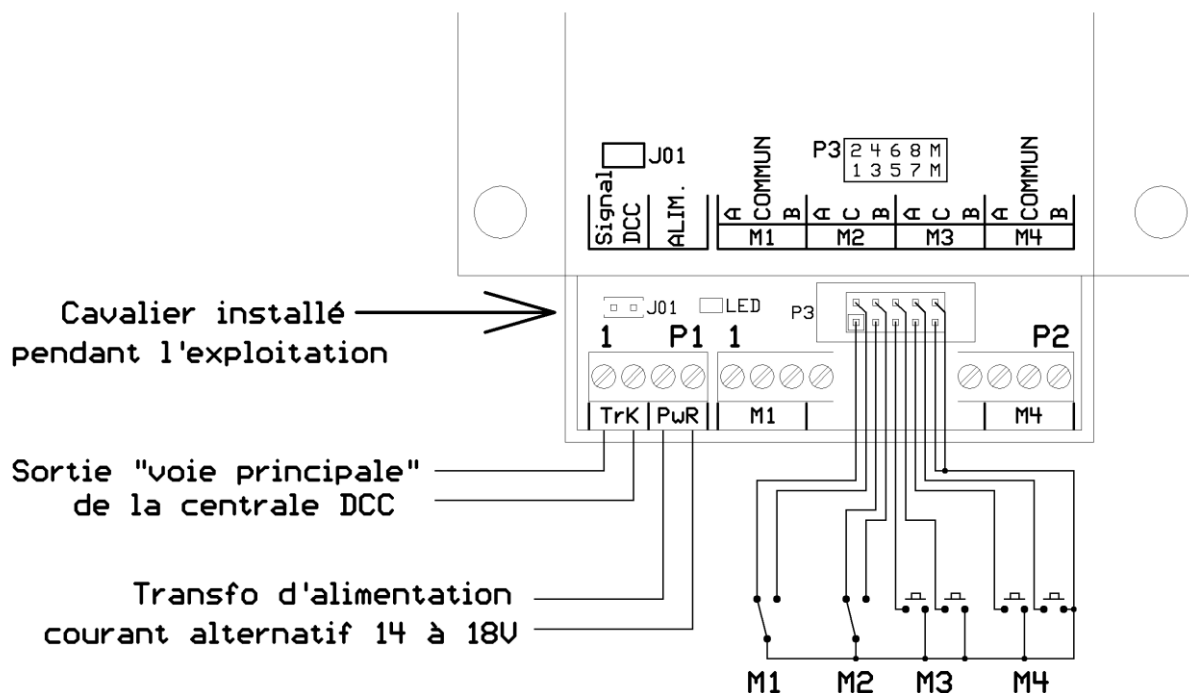 J01
P3
2 4 6 8 M
1 3 5 7 M
Signal
DCC
ALIM.
A
COMMUN
B
A
C
B
A
C
B
A
COMMUN
B
M1
M2
M3
M4
Cavalier installé
pendant l'exploitation
J01
LED
P3
1
P1
1
P2
TrK
PwR
M1
M4
Sortie "voie principale"
de la centrale DCC
Transfo d'alimentation
courant alternatif 14 à 18V
M1
M2
M3
M4